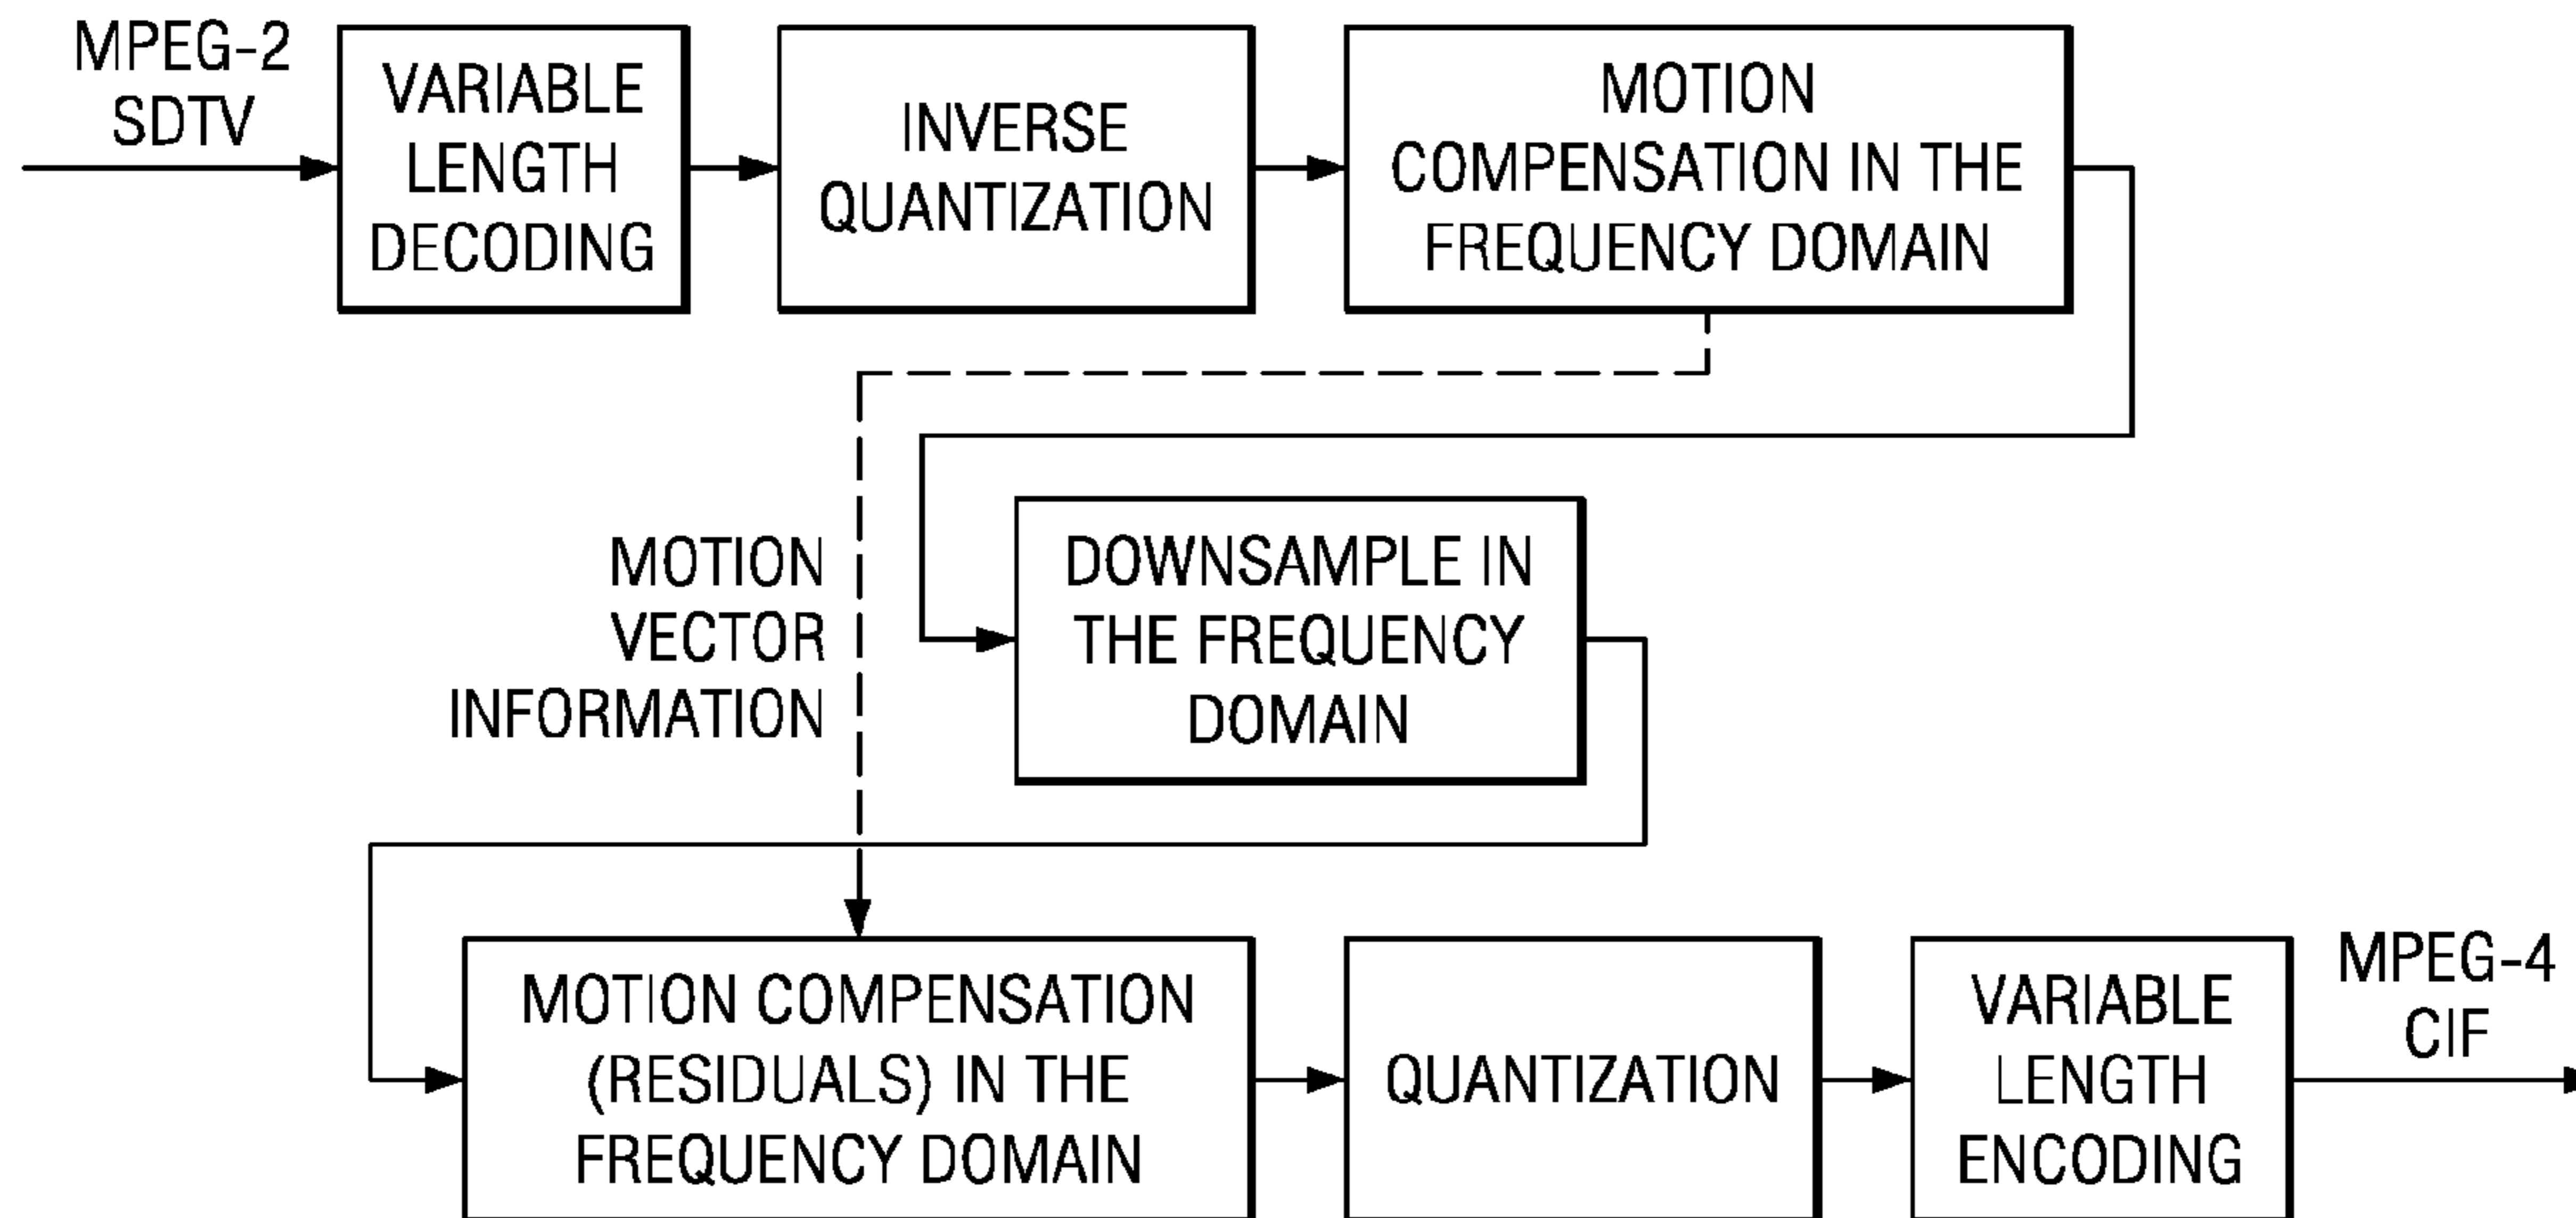 MPEG-2
SDTV
VARIABLE
LENGTH
DECODING
INVERSE
QUANTIZATION
MOTION
COMPENSATION IN THE
FREQUENCY DOMAIN
MOTION
VECTOR
INFORMATION
DOWNSAMPLE IN
THE FREQUENCY
DOMAIN
MOTION COMPENSATION
(RESIDUALS) IN THE
FREQUENCY DOMAIN
QUANTIZATION
VARIABLE
LENGTH
ENCODING
MPEG-4
CIF